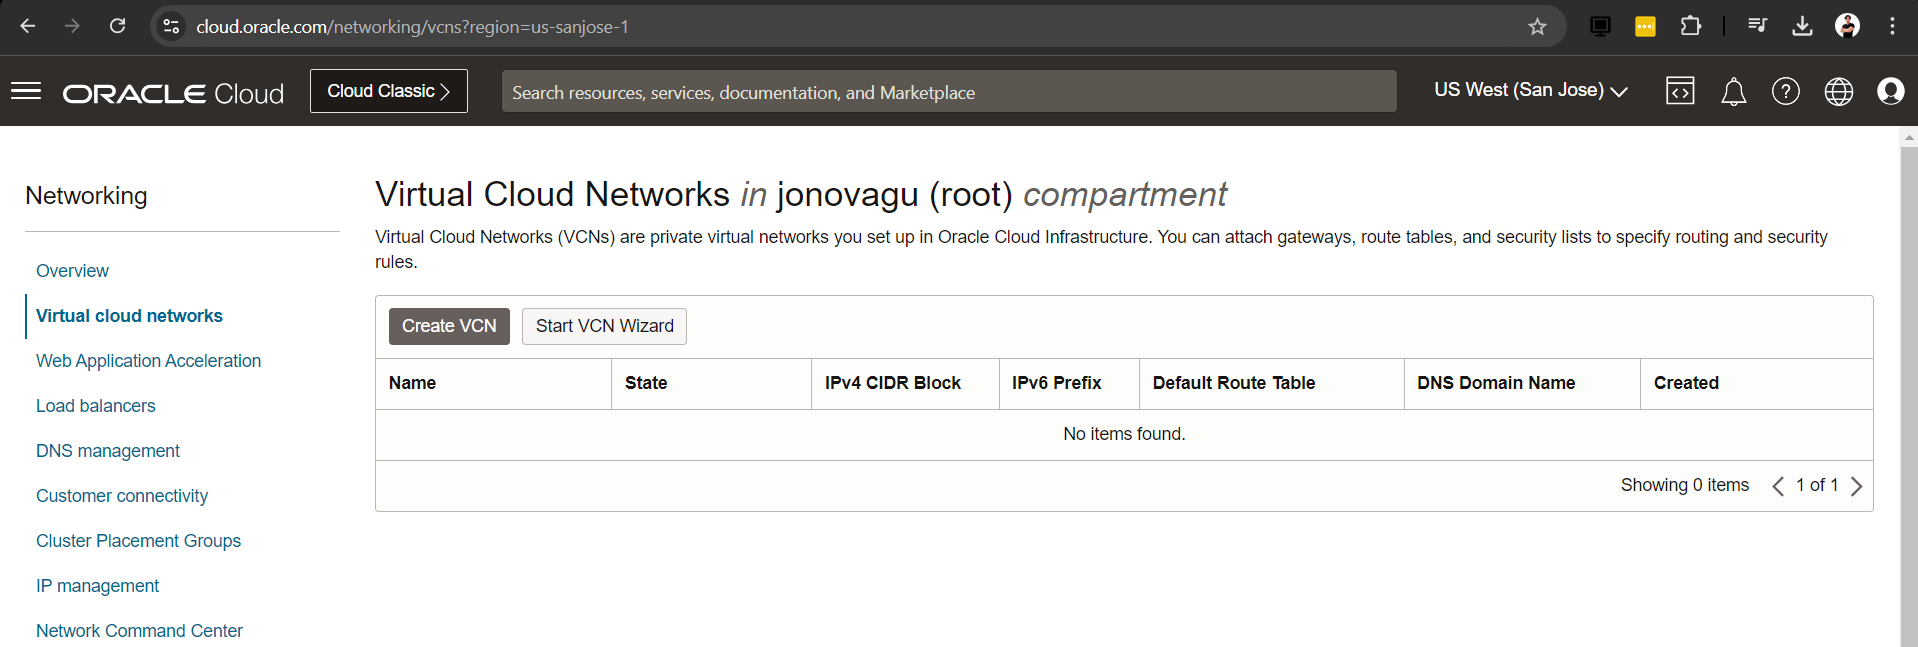 cloud.oracle.com/networking/vcns?region=us-sanjose-1
ORACLE Cloud
Cloud Classic
Search resources, services, documentation, and Marketplace
US West (San Jose)
Networking
Overview
Virtual cloud networks
Web Application Acceleration
Load balancers
DNS management
Customer connectivity
Cluster Placement Groups
IP management
Network Command Center
Virtual Cloud Networks in jonovagu (root) compartment
Virtual Cloud Networks (VCNs) are private virtual networks you set up in Oracle Cloud Infrastructure. You can attach gateways, route tables, and security lists to specify routing and security
rules.
Create VCN Start VCN Wizard
Name State IPv4 CIDR Block IPv6 Prefix Default Route Table DNS Domain Name Created
No items found.
Showing 0 items 1 of 1